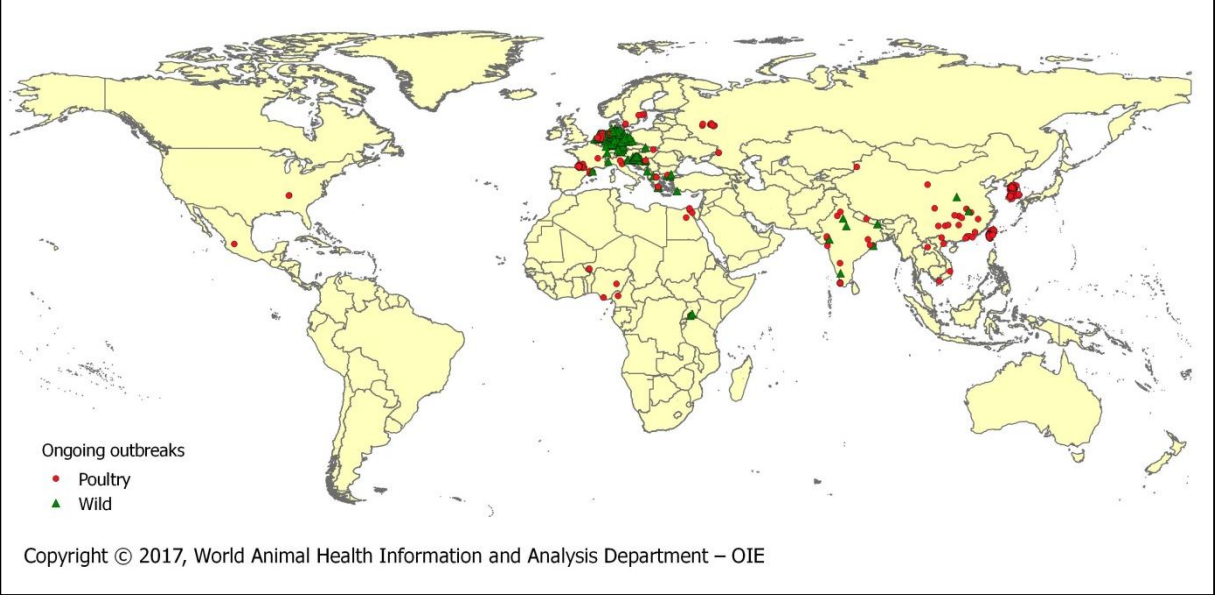 Ongoing outbreaks
Poultry
Wild
Copyright © 2017, World Animal Health Information and Analysis Department – OIE